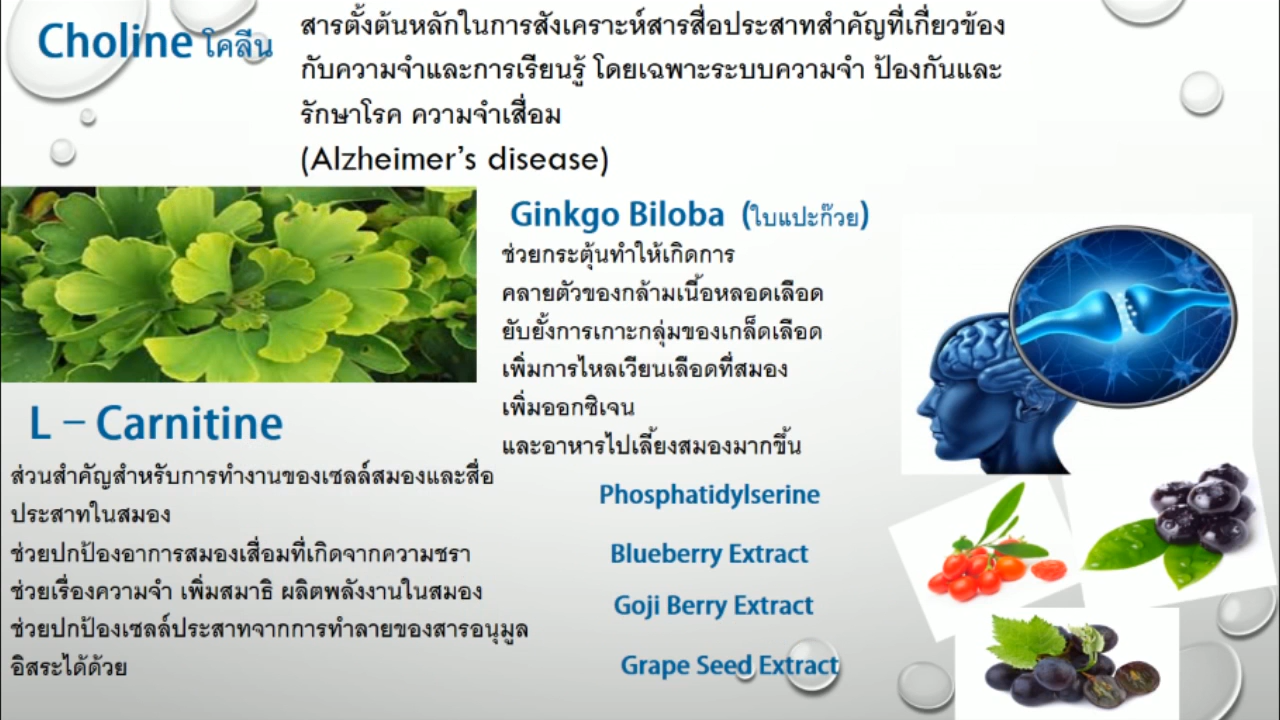 Choline โคลีน
สารตั้งต้นหลักในการสังเคราะห์สารสื่อประสาทสำคัญที่เกี่ยวข้อง
กับความจำและการเรียนรู้ โดยเฉพาะระบบความจำ ป้องกันและ
รักษาโรค ความจำเสื่อม
(Alzheimer's disease)
Ginkgo Biloba (ใบแปะก๊วย)
ช่วยกระตุ้นทำให้เกิดการ
คลายตัวของกล้ามเนื้อหลอดเลือด
ยับยั้งการเกาะกลุ่มของเกล็ดเลือด
เพิ่มการไหลเวียนเลือดที่สมอง
เพิ่มออกซิเจน
และอาหารไปเลี้ยงสมองมากขึ้น
L – Carnitine
ส่วนสำคัญสำหรับการทำงานของเซลล์สมองและสื่อ
ประสาทในสมอง
ช่วยปกป้องอาการสมองเสื่อมที่เกิดจากความชรา
ช่วยเรื่องความจำ เพิ่มสมาธิ ผลิตพลังงานในสมอง
ช่วยปกป้องเซลล์ประสาทจากการทำลายของสารอนุมูล
อิสระได้ด้วย
Phosphatidylserine
Blueberry Extract
Goji Berry Extract
Grape Seed Extract